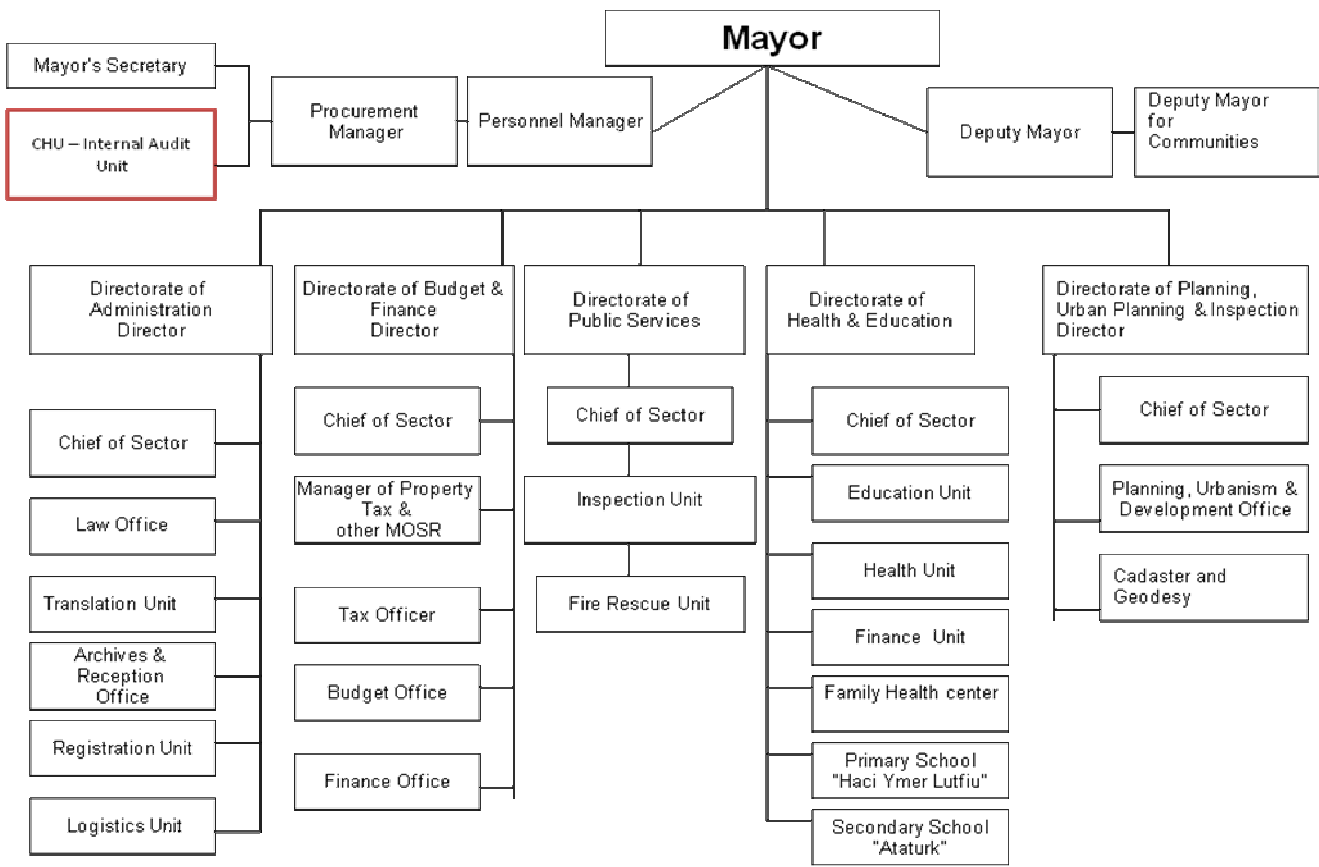 Mayor
Mayor's Secretary
CHU – Internal Audit
Unit
Procurement
Manager
Personnel Manager
Deputy Mayor
Deputy Mayor
for
Communities
Directorate of
Administration
Director
Directorate of Budget &
Finance
Director
Directorate of
Public Services
Directorate of
Health & Education
Directorate of Planning,
Urban Planning & Inspection
Director
Chief of Sector
Law Office
Translation Unit
Archives &
Reception
Office
Registration Unit
Logistics Unit
Chief of Sector
Manager of Property
Tax &
other MOSR
Tax Officer
Budget Office
Finance Office
Chief of Sector
Inspection Unit
Fire Rescue Unit
Chief of Sector
Education Unit
Health Unit
Finance Unit
Family Health center
Primary School
"Haci Ymer Lutfiu"
Secondary School
"Ataturk"
Chief of Sector
Planning, Urbanism &
Development Office
Cadaster and
Geodesy